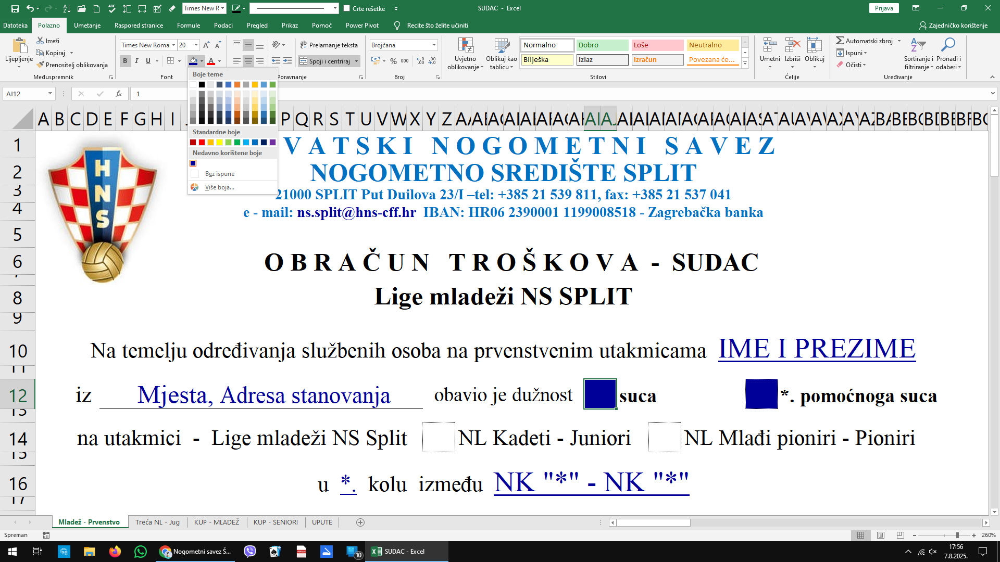 Times New R
Crte rešetke
SUDAC - Excel
Prijava
Datoteka Polazno Umetanje Raspored stranice Formule Podaci Pregled Prikaz Pomoć Power Pivot Recite što želite učiniti Zajedničko korištenje
Lijepljenje
Izreži
Kopiraj
Prenositelj oblikovanja
Međuspremnik
Times New Roma 20
B I U
Font
Prelamanje teksta
Spoji i centriraj
Poravnanje
Brojčana
% 000
Broj
Uvjetno oblikovanje
Oblikuj kao tablicu
Normalno Dobro Loše Neutralno
Bilješka Izlaz Izračun Povezana će...
Stilovi
Umetni Izbriši Oblikuj
Ćelije
Automatski zbroj
Ispuni
Očisti
Sortiranje i filtriranje
Pronađi i odaberi
Uređivanje
AI12
fx
1
Boje teme
Standardne boje
Nedavno korištene boje
Bez ispune
Više boja...
A B C D E F G H I P Q R S T U V W X Y Z
1
2
3
4
5
6
8
9
10
12
14
16
HNS
V A T S K I N O G O M E T N I S A V E Z
NOGOMETNO SREDIŠTE SPLIT
21000 SPLIT Put Duilova 23/I –tel: +385 21 539 811, fax: +385 21 537 041
e - mail: ns.split@hns-cff.hr IBAN: HR06 2390001 1199008518 - Zagrebačka banka
O B R A Č U N T R O Š K O V A - SUDAC
Lige mladeži NS SPLIT
Na temelju određivanja službenih osoba na prvenstvenim utakmicama IME I PREZIME
iz Mjesta, Adresa stanovanja obavio je dužnost suca *. pomoćnoga suca
na utakmici - Lige mladeži NS Split NL Kadeti - Juniori NL Mlađi pioniri - Pioniri
u *. kolu između NK "*" - NK "*"
Mladež - Prvenstvo Treća NL - Jug KUP - MLADEŽ KUP - SENIORI UPUTE
Spreman
260%
Nogometni savez Š...
10
SUDAC - Excel
17:56
7.8.2025.